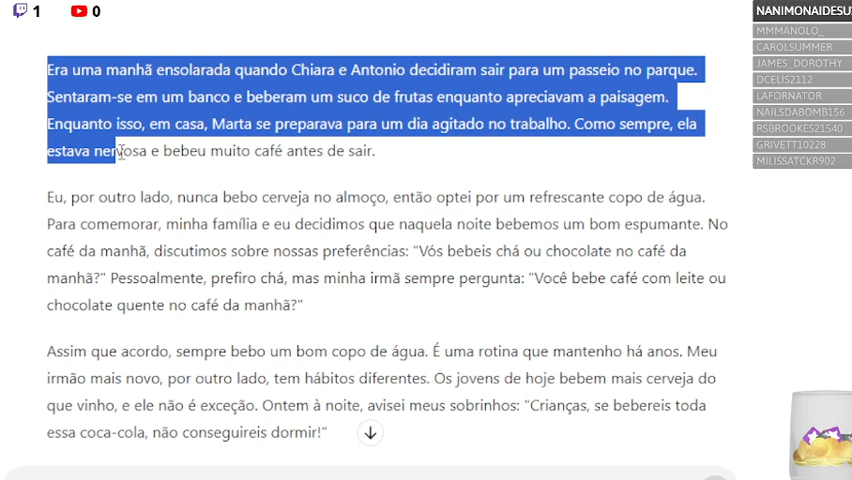 1 0
NANIMONAIDESU
MMMANOLO_
CAROLSUMMER
JAMES_DOROTHY
DCELIS2112
LAFORNATOR
NAILSDABOMB156
RSBROOKES21540
GRIVETT10228
MILISSATCKR902
Era uma manhã ensolarada quando Chiara e Antonio decidiram sair para um passeio no parque.
Sentaram-se em um banco e beberam um suco de frutas enquanto apreciavam a paisagem.
Enquanto isso, em casa, Marta se preparava para um dia agitado no trabalho. Como sempre, ela
estava nervosa e bebeu muito café antes de sair.
Eu, por outro lado, nunca bebo cerveja no almoço, então optei por um refrescante copo de água.
Para comemorar, minha família e eu decidimos que naquela noite bebemos um bom espumante. No
café da manhã, discutimos sobre nossas preferências: "Vós bebeis chá ou chocolate no café da
manhã?" Pessoalmente, prefiro chá, mas minha irmã sempre pergunta: "Você bebe café com leite ou
chocolate quente no café da manhã?"
Assim que acordo, sempre bebo um bom copo de água. É uma rotina que mantenho há anos. Meu
irmão mais novo, por outro lado, tem hábitos diferentes. Os jovens de hoje bebem mais cerveja do
que vinho, e ele não é exceção. Ontem à noite, avisei meus sobrinhos: "Crianças, se bebereis toda
essa coca-cola, não conseguireis dormir!"